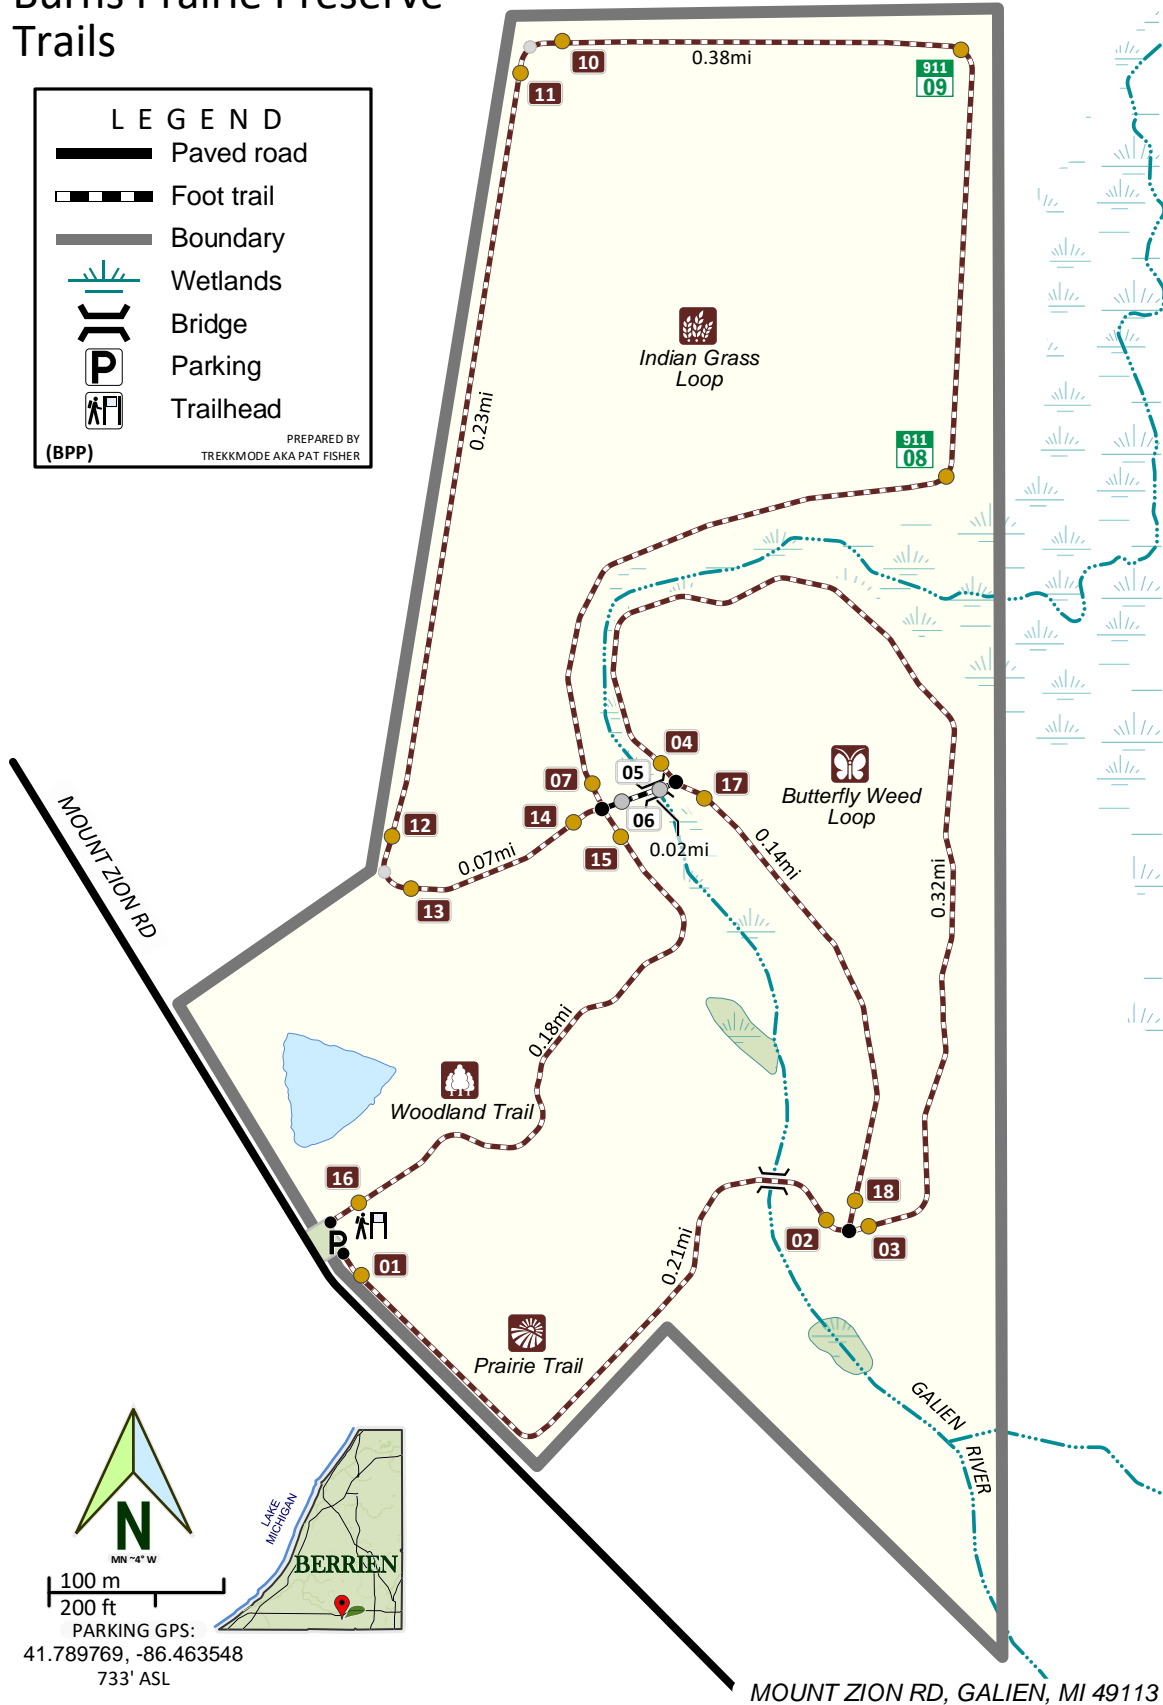 Burns Prairie Preserve
Trails
L E G E N D
Paved road
Foot trail
Boundary
Wetlands
Bridge
P
Parking
Trailhead
(BPP)
PREPARED BY
TREKKMODE AKA PAT FISHER
10
0.38mi
911
09
11
Indian Grass
Loop
0.23mi
911
08
04
05
07
17
Butterfly Weed
Loop
06
14
12
15
0.02mi
0.14mi
0.07mi
0.32mi
13
MOUNT ZION RD
0.18mi
Woodland Trail
16
18
P
02
03
01
0.21mi
Prairie Trail
GALIEN
RIVER
N
MN ~4° W
LAKE
MICHIGAN
BERRIEN
100 m
200 ft
PARKING GPS:
41.789769, -86.463548
733' ASL
MOUNT ZION RD, GALIEN, MI 49113